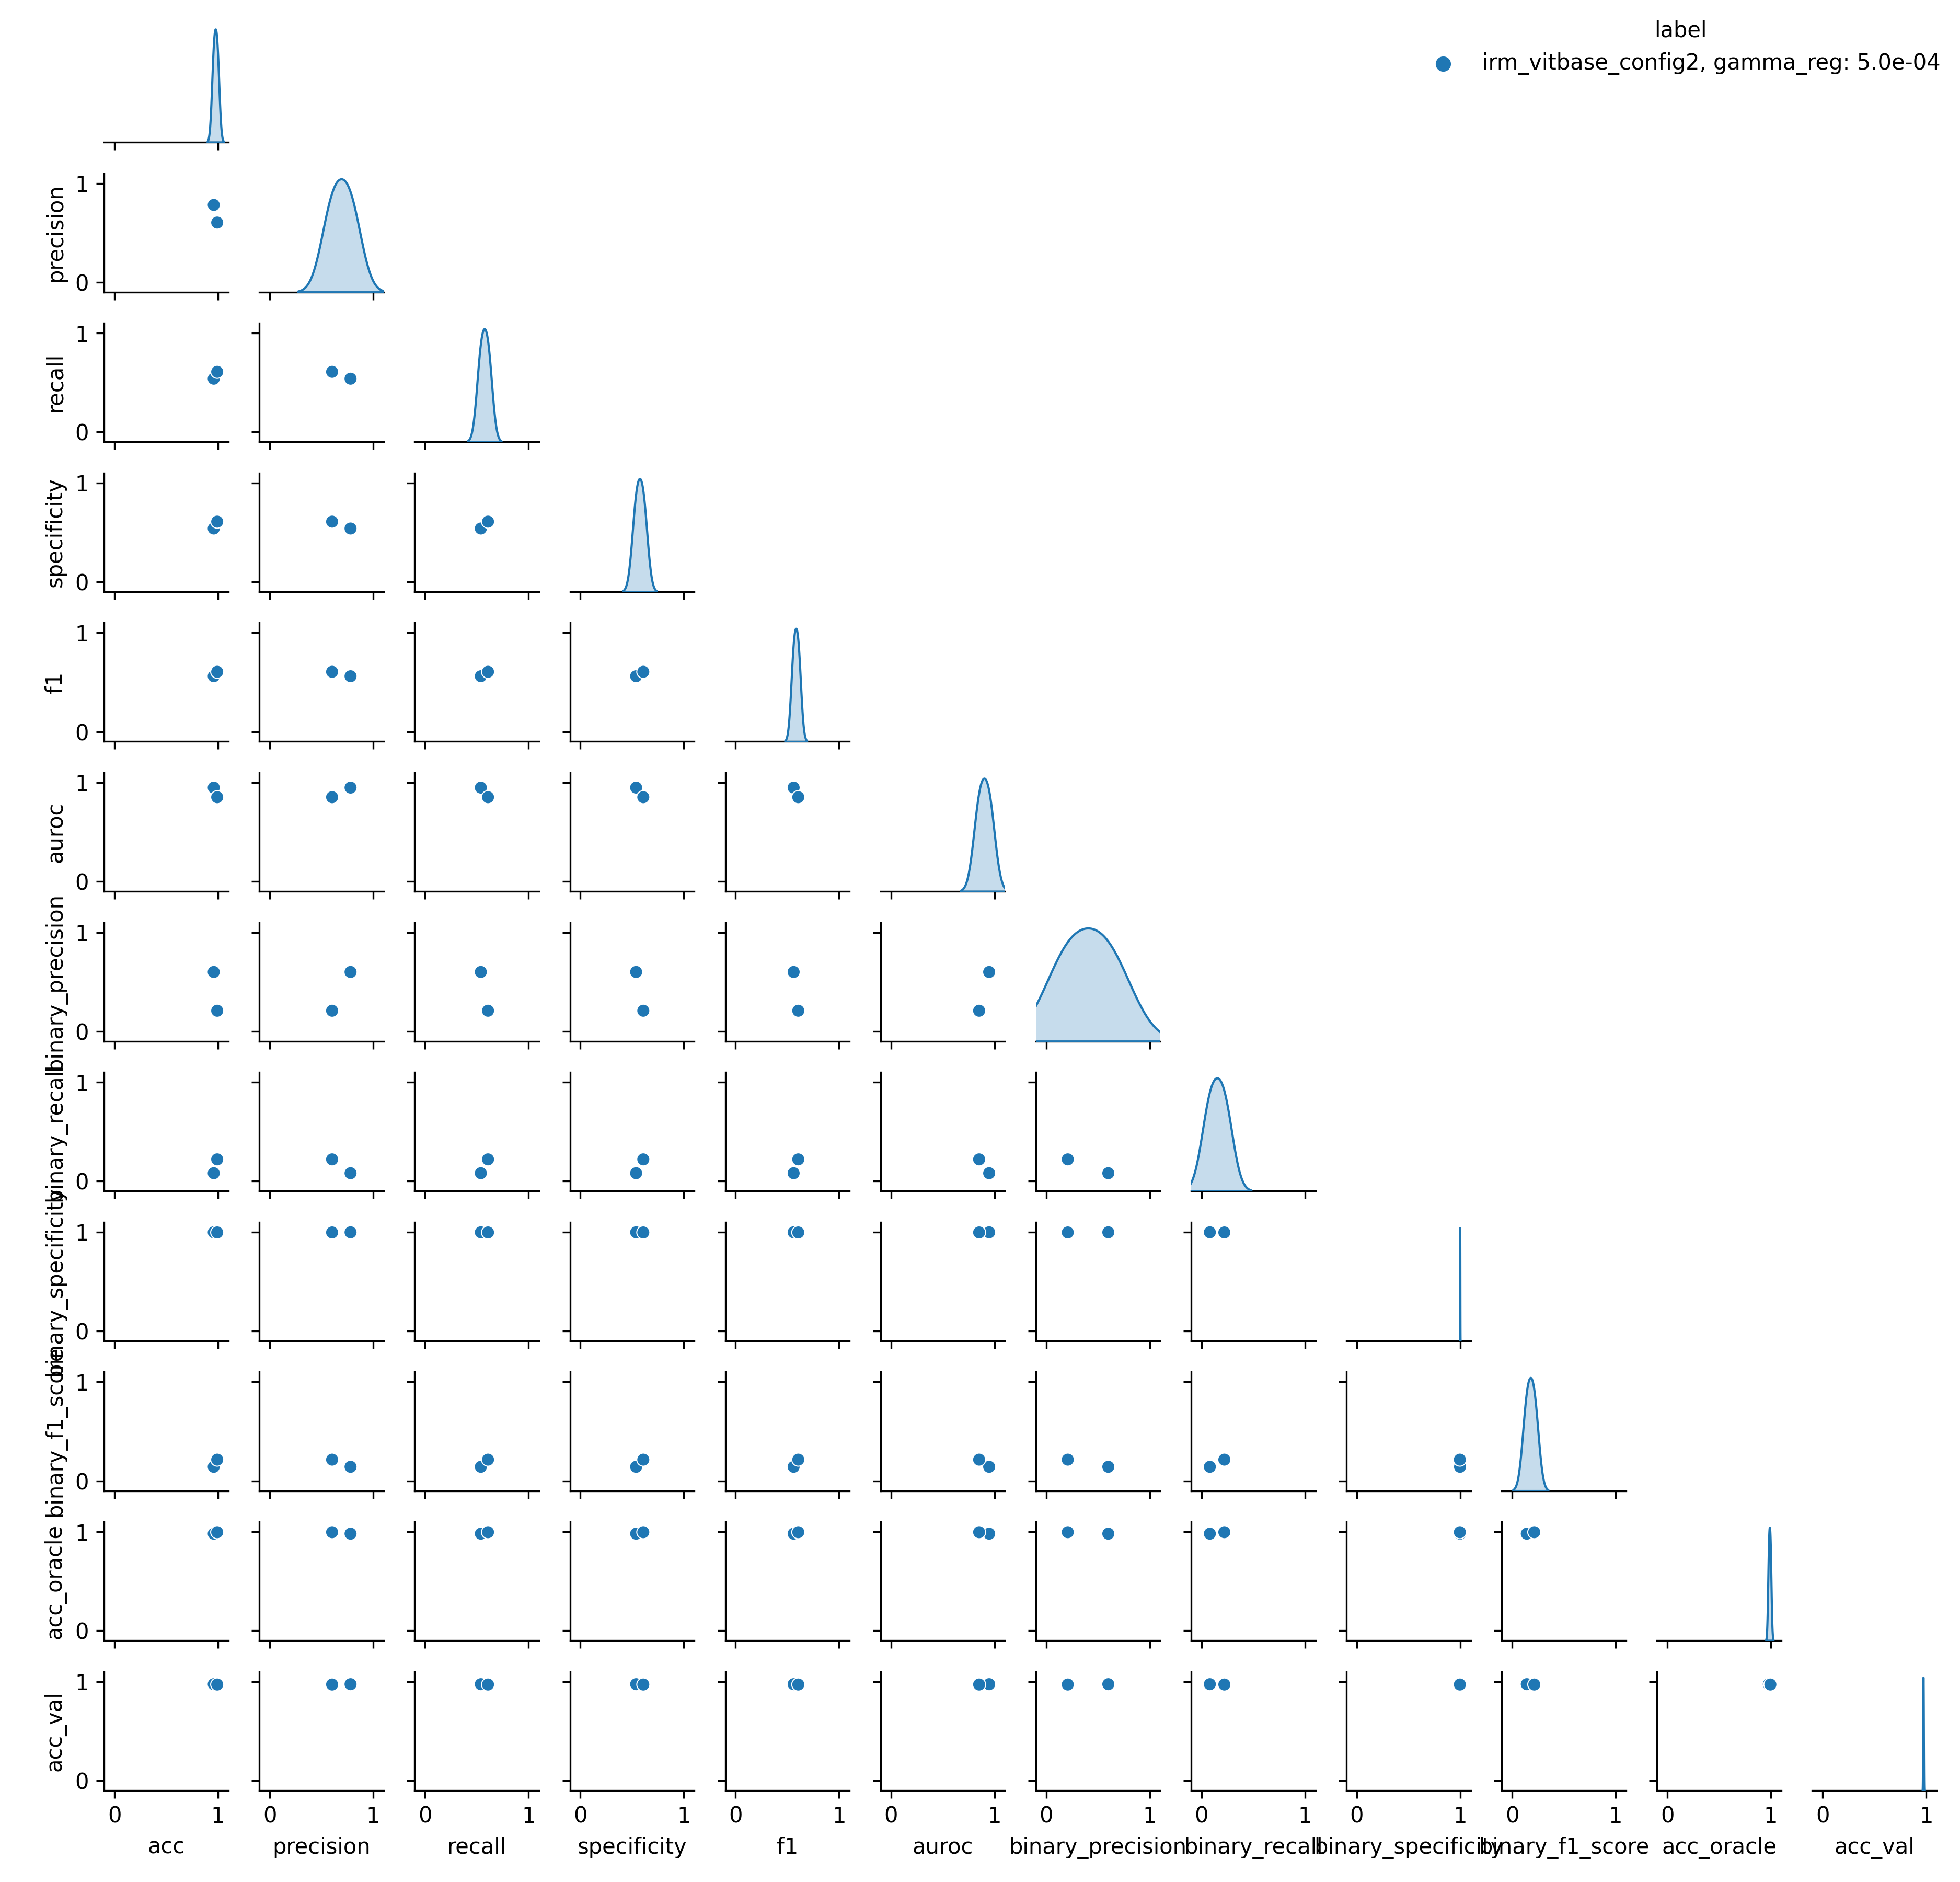 label
irm_vitbase_config2, gamma_reg: 5.0e-04
precision
1
0
recall
1
0
specificity
1
0
f1
1
0
auroc
1
0
binary_precision
1
0
binary_recall
1
0
binary_specificity
1
0
binary_f1_score
1
0
acc_oracle
1
0
acc_val
1
0
0 1 0 1 0 1 0 1 0 1 0 1 0 1 0 1 0 1 0 1 0 1 0 1
acc precision recall specificity f1 auroc binary_precision binary_recall binary_specificity binary_f1_score acc_oracle acc_val